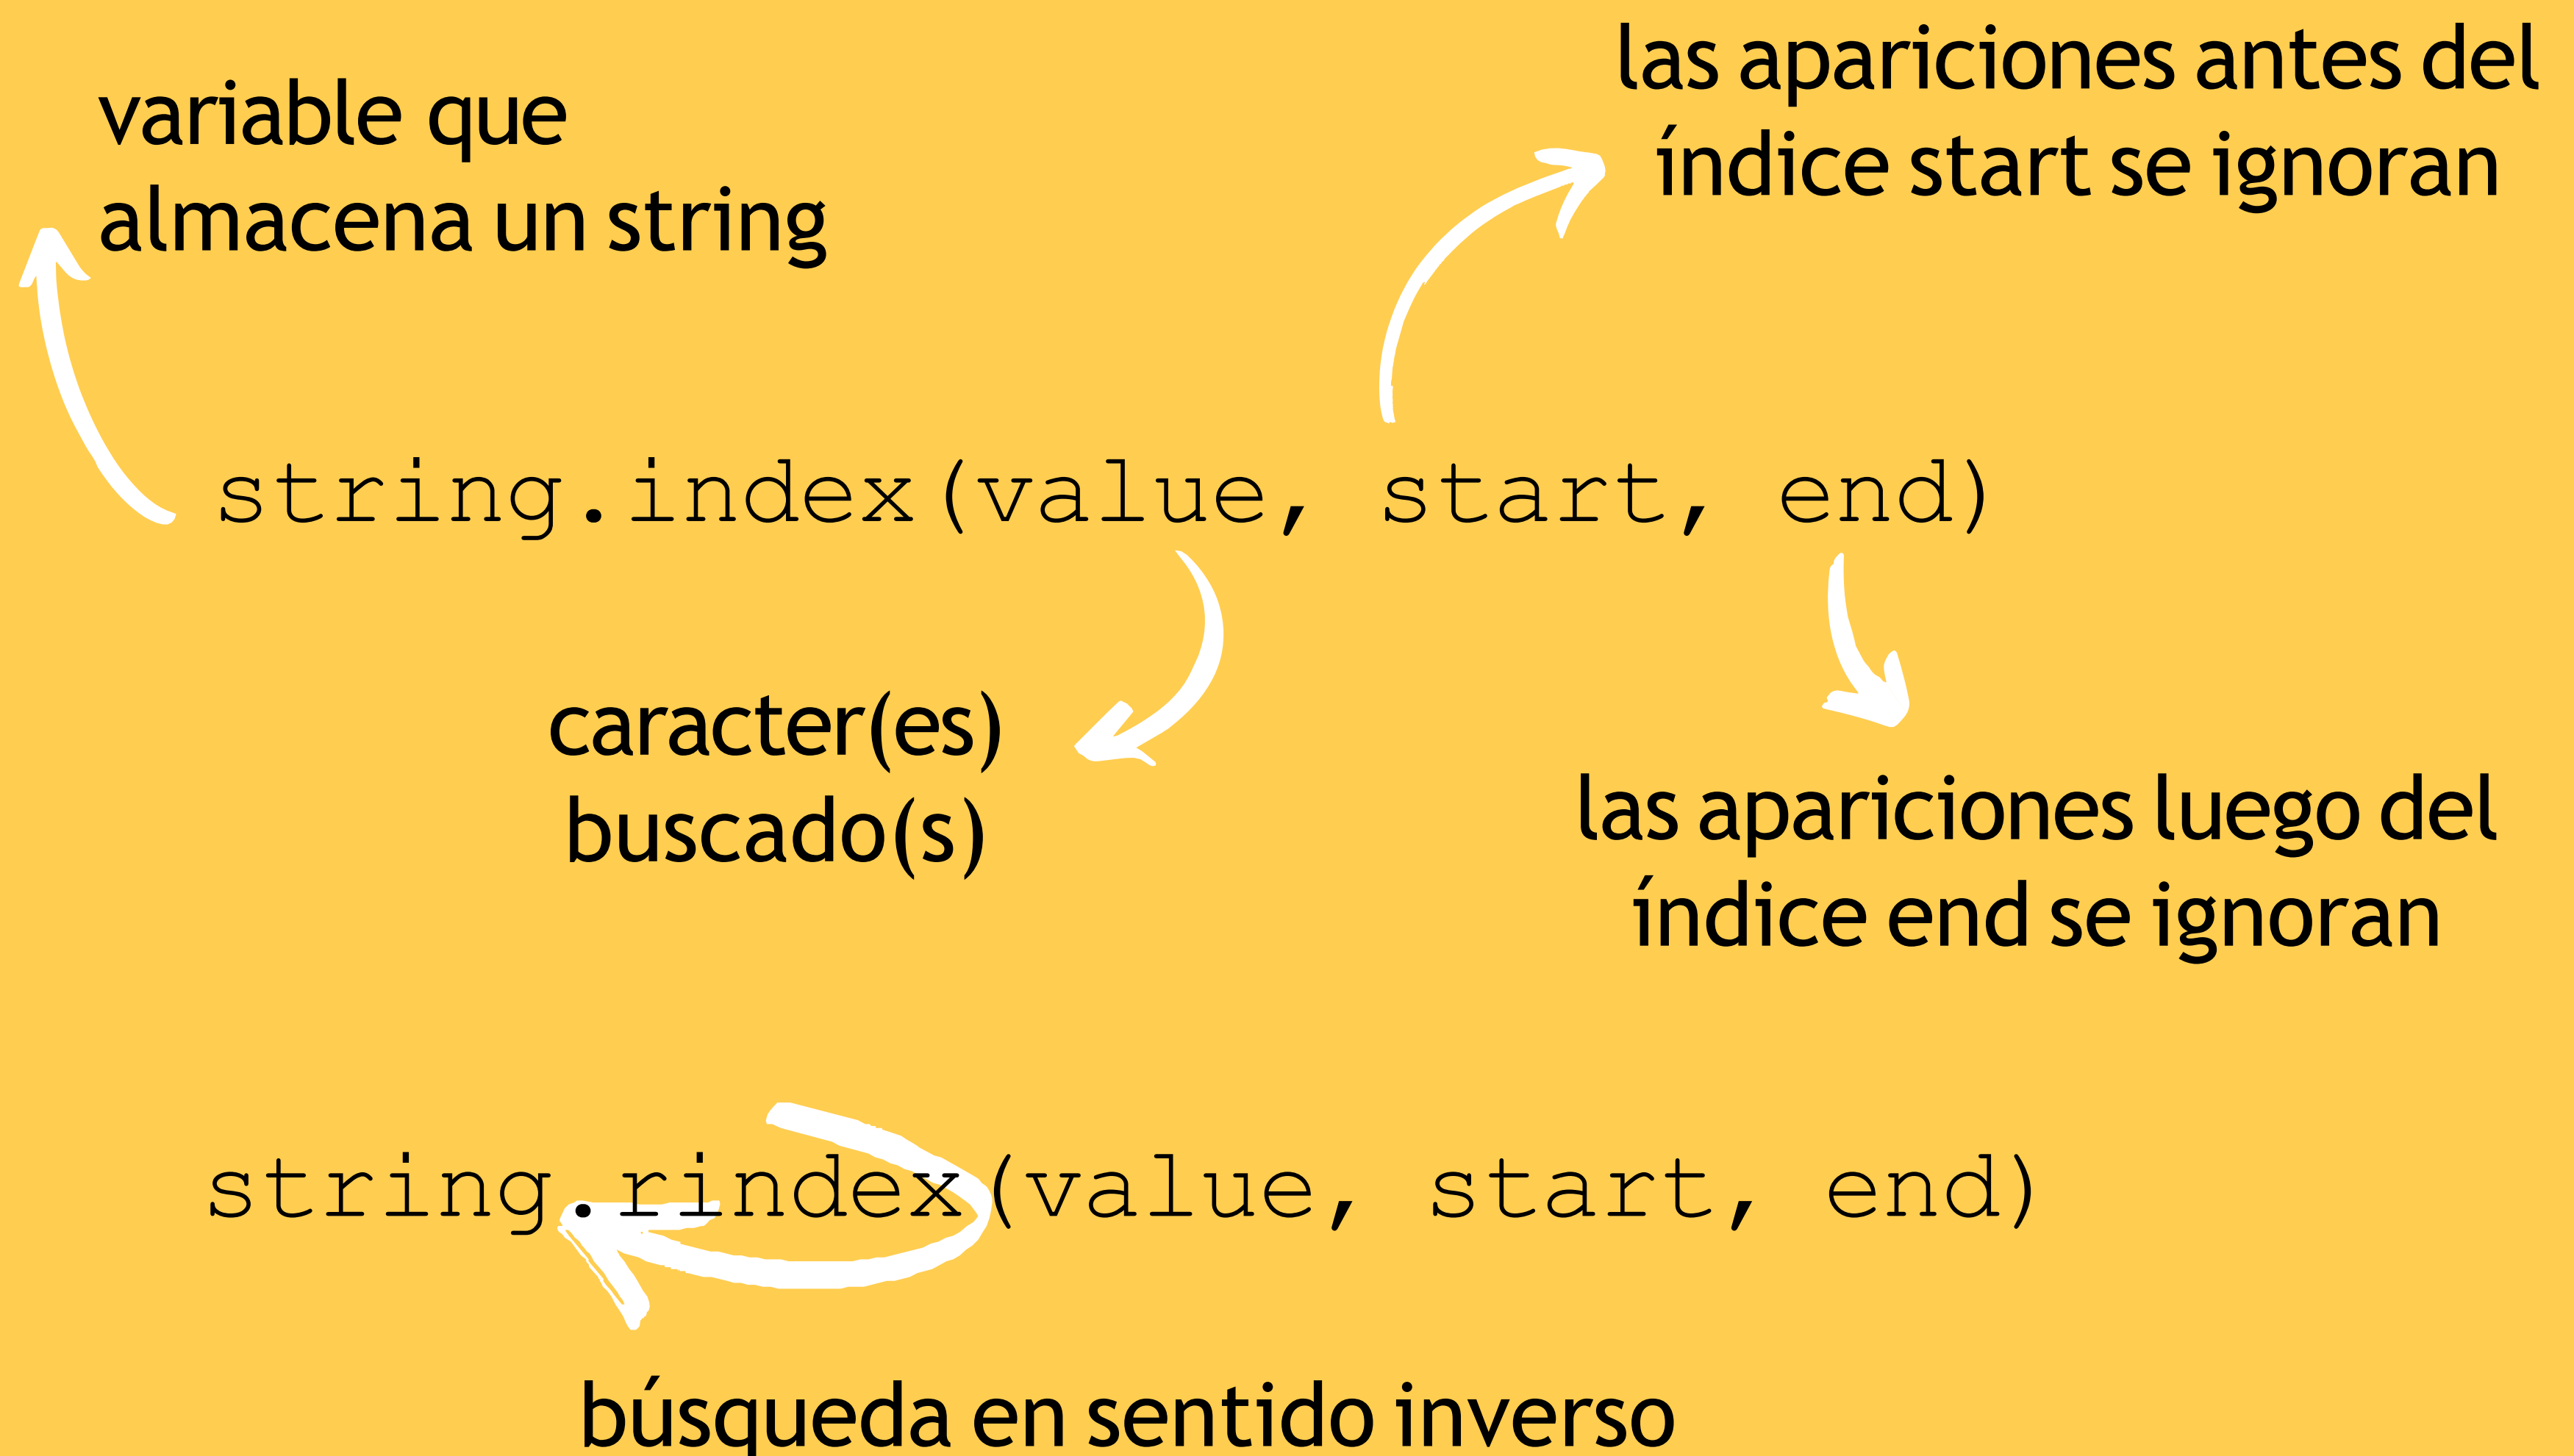 variable que
almacena un string
las apariciones antes del
índice start se ignoran
string.index(value, start, end)
caracter(es)
buscado(s)
las apariciones luego del
índice end se ignoran
string.rindex(value, start, end)
búsqueda en sentido inverso